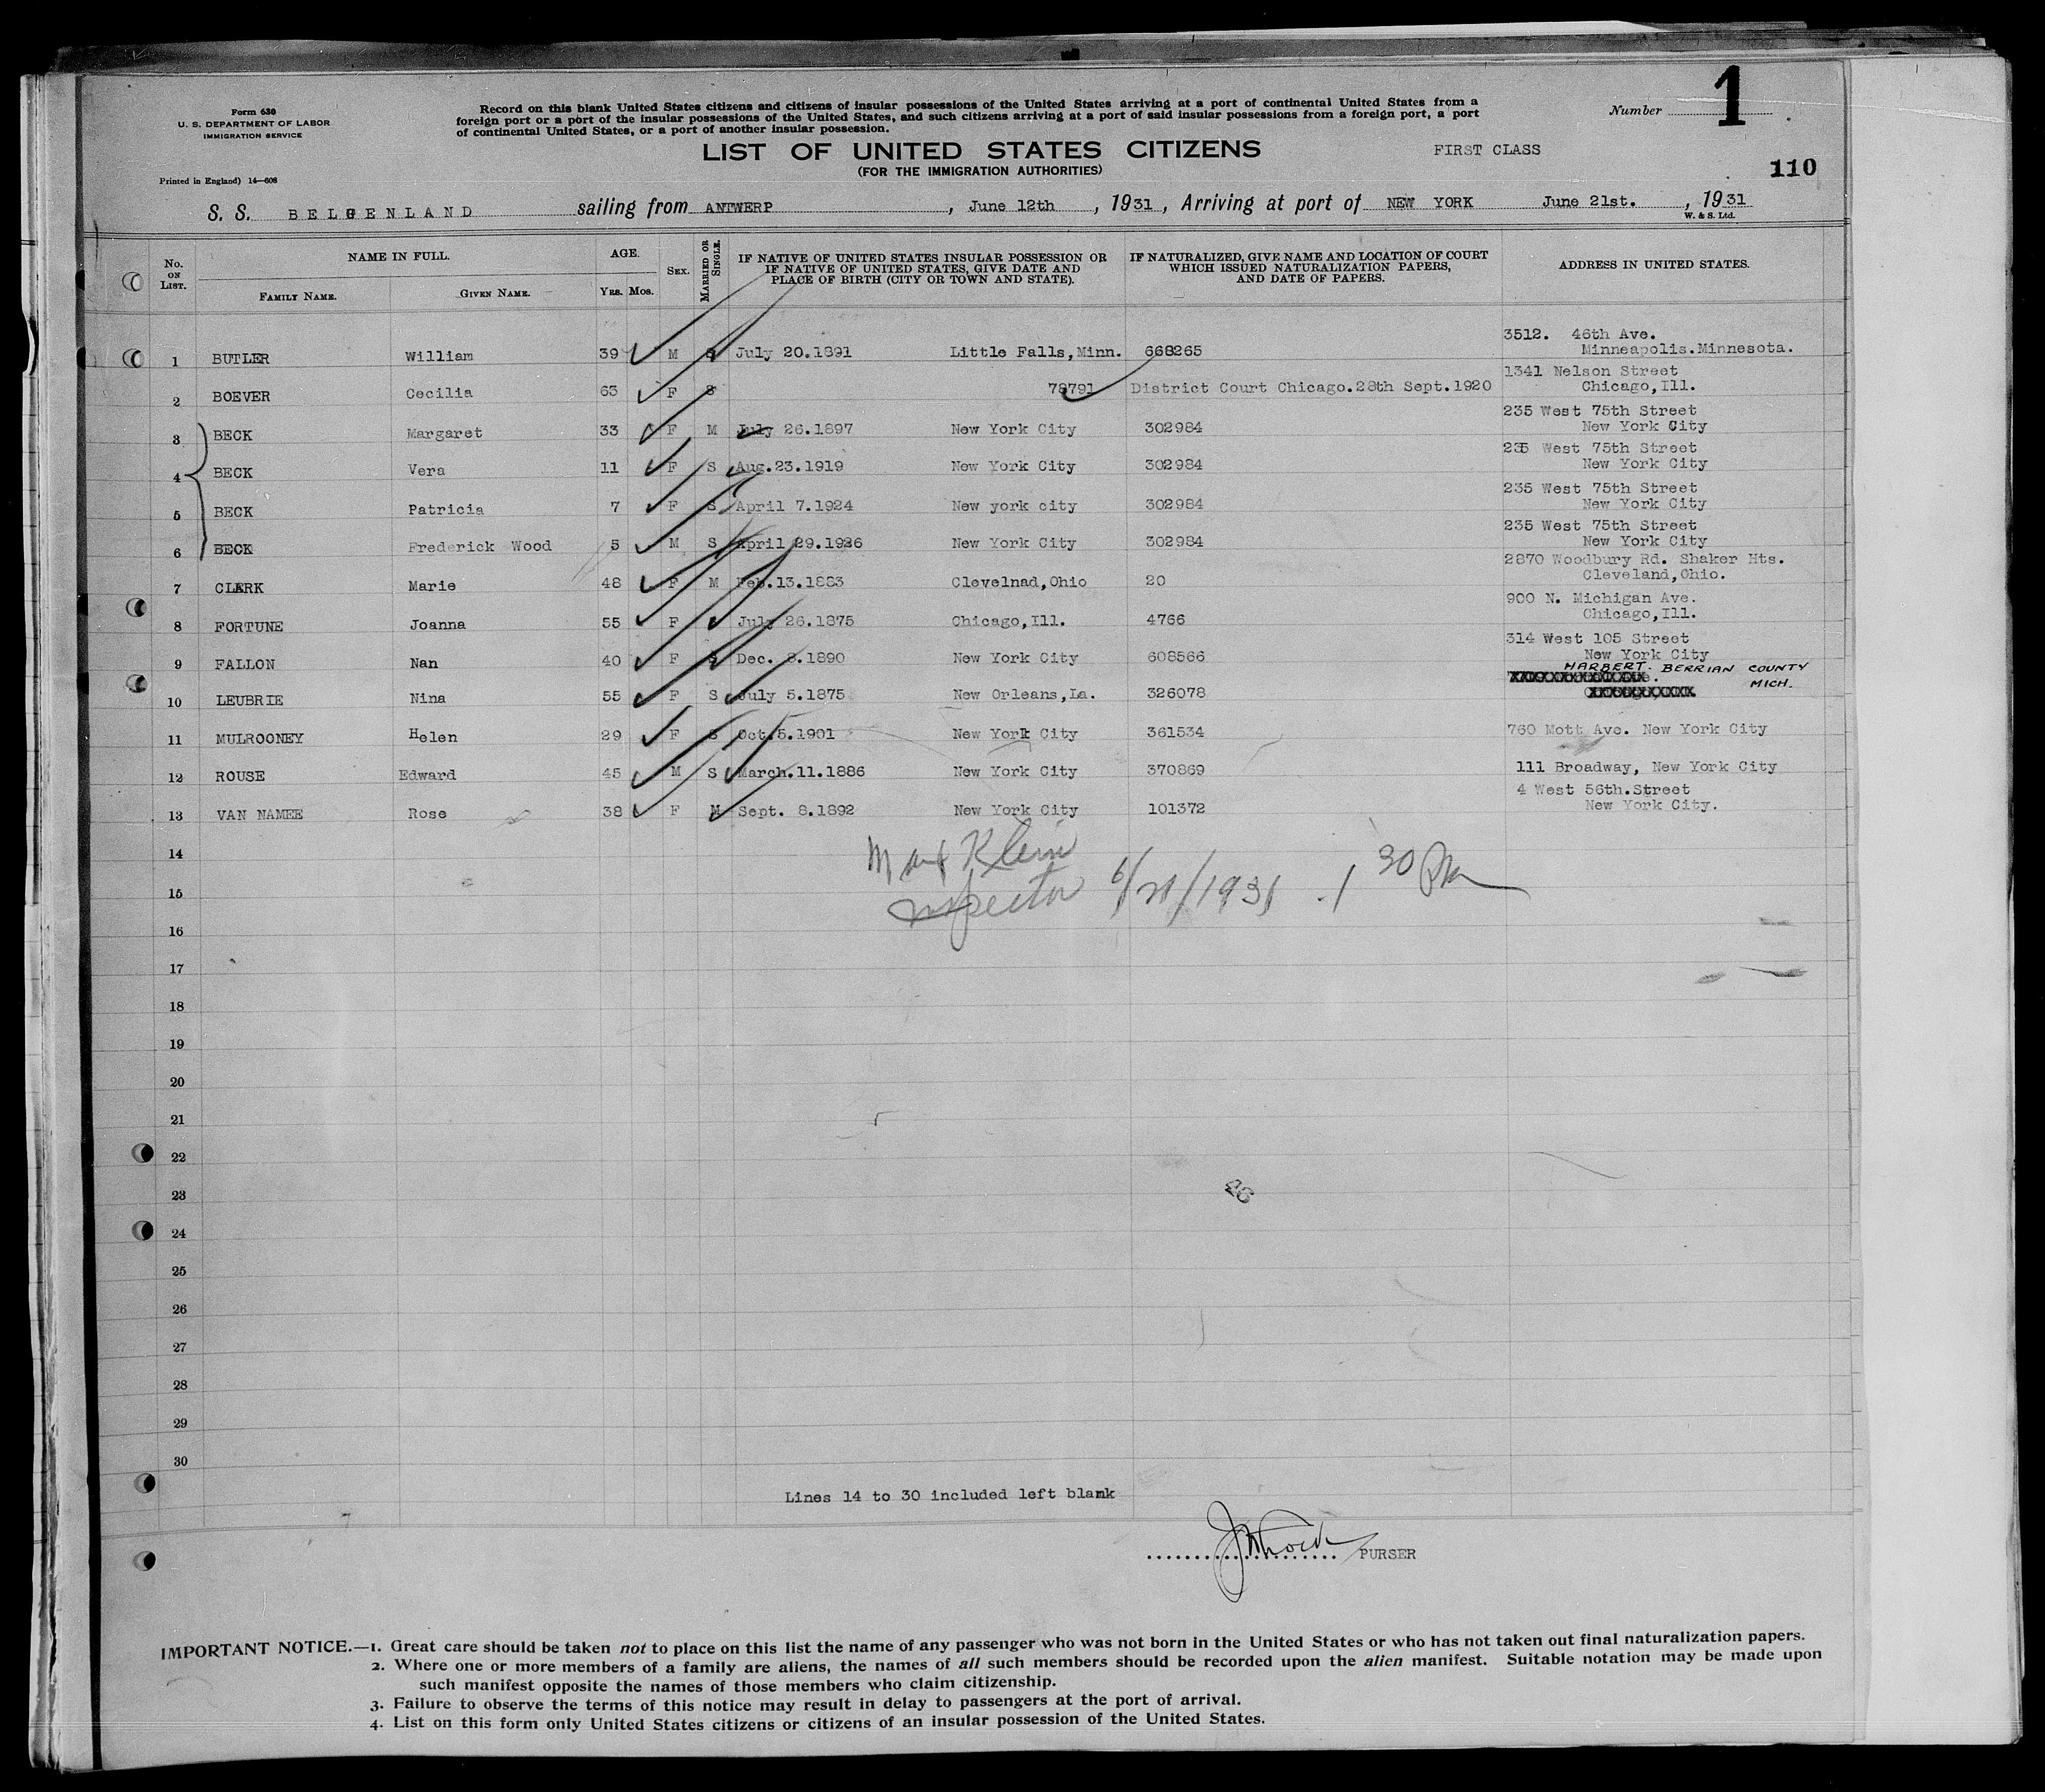 Form 630
U. S. DEPARTMENT OF LABOR
IMMIGRATION SERVICE
Printed in England) 14—608
Record on this blank United States citizens and citizens of insular possessions of the United States arriving at a port of continental United States from a
foreign port or a port of the insular possessions of the United States, and such citizens arriving at a port of said insular possessions from a foreign port, a port
of continental United States, or a port of another insular possession.
Number 1
LIST OF UNITED STATES CITIZENS
FIRST CLASS
(FOR THE IMMIGRATION AUTHORITIES)
110
S. S. BELGENLAND sailing from ANTWERP, June 12th, 1931, Arriving at port of NEW YORK June 21st., 1931
W. & S. Ltd.
No. ON LIST. NAME IN FULL. AGE. SEX. MARRIED OR SINGLE. IF NATIVE OF UNITED STATES INSULAR POSSESSION OR IF NATIVE OF UNITED STATES, GIVE DATE AND PLACE OF BIRTH (CITY OR TOWN AND STATE). IF NATURALIZED, GIVE NAME AND LOCATION OF COURT WHICH ISSUED NATURALIZATION PAPERS, AND DATE OF PAPERS. ADDRESS IN UNITED STATES.
FAMILY NAME. GIVEN NAME. YRS. MOS.
1 BUTLER William 39 M S July 20.1891 Little Falls,Minn. 668265 3512. 46th Ave. Minneapolis.Minnesota.
2 BOEVER Cecilia 63 F S 78791 District Court Chicago.28th Sept.1920 1341 Nelson Street Chicago,Ill.
3 BECK Margaret 33 F M July 26.1897 New York City 302984 235 West 75th Street New York City
4 BECK Vera 11 F S Aug.23.1919 New York City 302984 235 West 75th Street New York City
5 BECK Patricia 7 F S April 7.1924 New york city 302984 235 West 75th Street New York City
6 BECK Frederick Wood 5 M S April 29.1926 New York City 302984 235 West 75th Street New York City
7 CLERK Marie 48 F M Feb.13.1883 Clevelnad,Ohio 20 2870 Woodbury Rd. Shaker Hts. Cleveland,Ohio.
8 FORTUNE Joanna 55 F July 26.1875 Chicago,Ill. 4766 900 N. Michigan Ave. Chicago,Ill.
9 FALLON Nan 40 F S Dec. 8.1890 New York City 608566 314 West 105 Street New York City
10 LEUBRIE Nina 55 F S July 5.1875 New Orleans,La. 326078 HARBERT. BERRIAN COUNTY MICH.
11 MULROONEY Helen 29 F S Oct.5.1901 New York City 361534 760 Mott Ave. New York City
12 ROUSE Edward 45 M S March.11.1886 New York City 370869 111 Broadway, New York City
13 VAN NAMEE Rose 38 F M Sept. 8.1892 New York City 101372 4 West 56th.Street New York City.
14
Max Klein
15
Inspector 6/21/1931 1 30 PM
16
17
18
19
20
21
22
23
46
24
25
26
27
28
29
30
Lines 14 to 30 included left blank
PURSER
IMPORTANT NOTICE.—1. Great care should be taken not to place on this list the name of any passenger who was not born in the United States or who has not taken out final naturalization papers.
2. Where one or more members of a family are aliens, the names of all such members should be recorded upon the alien manifest. Suitable notation may be made upon
such manifest opposite the names of those members who claim citizenship.
3. Failure to observe the terms of this notice may result in delay to passengers at the port of arrival.
4. List on this form only United States citizens or citizens of an insular possession of the United States.